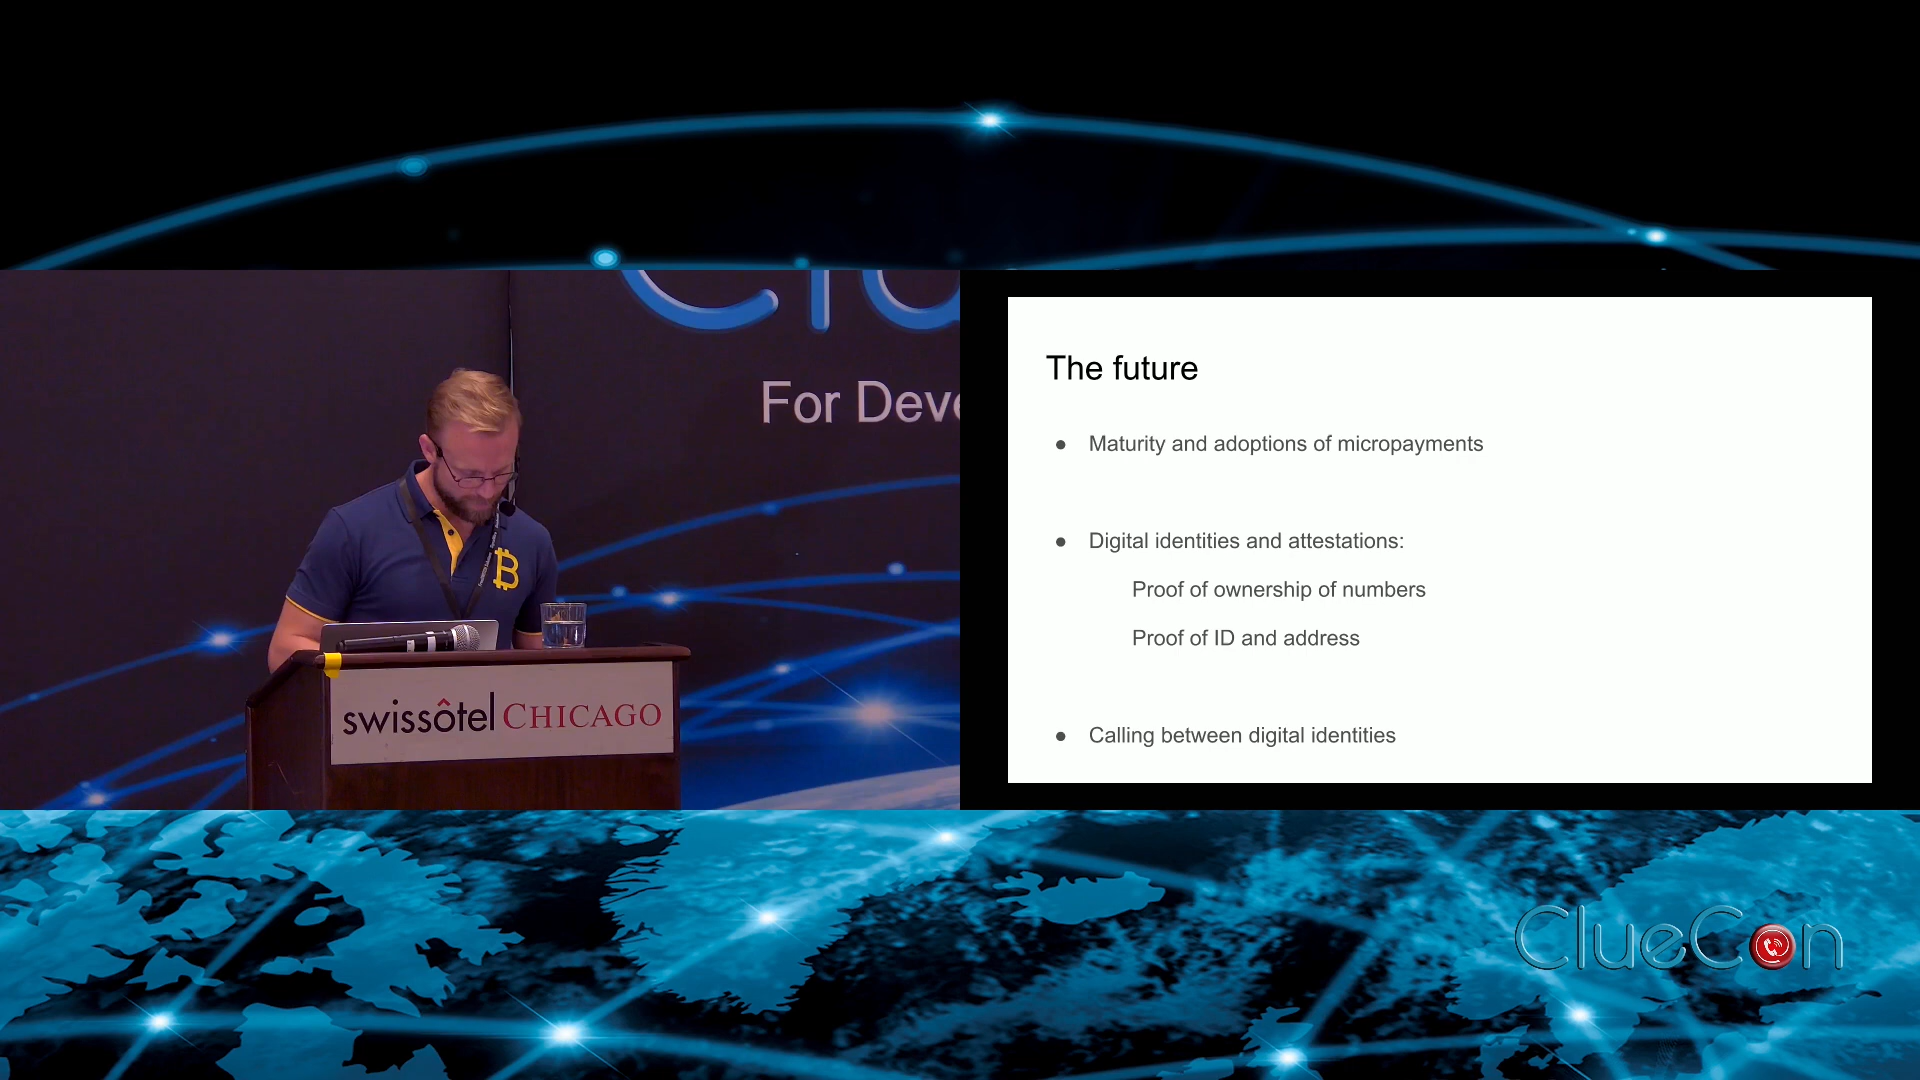 For Deve
swissôtel CHICAGO
The future
● Maturity and adoptions of micropayments
● Digital identities and attestations:
Proof of ownership of numbers
Proof of ID and address
● Calling between digital identities
ClueCon